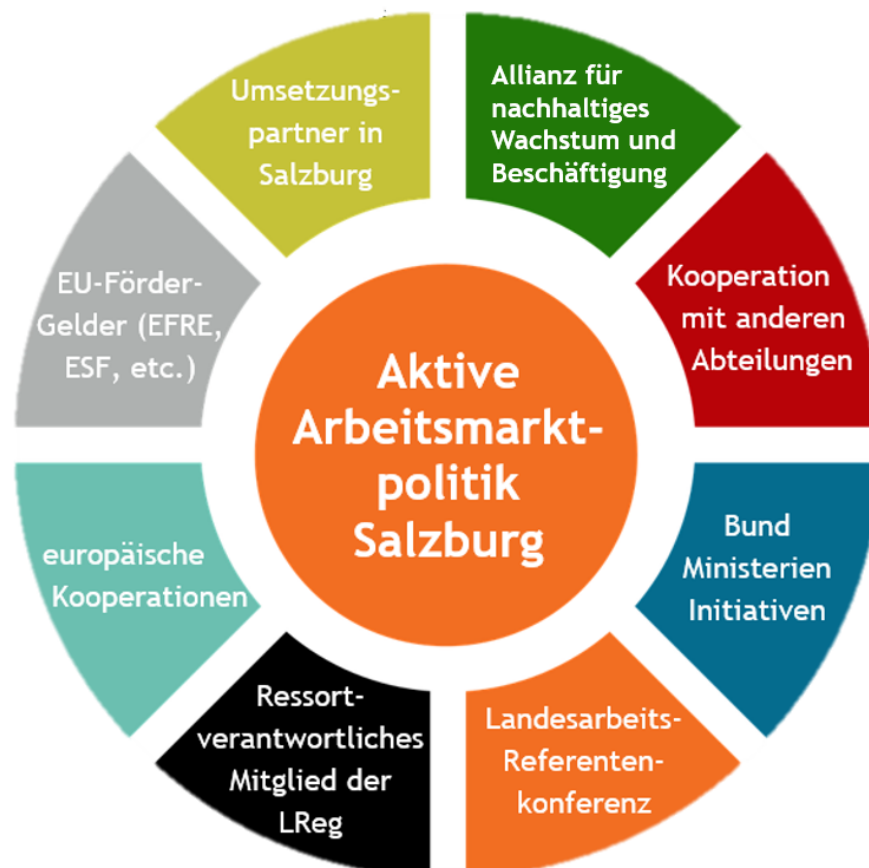 Umsetzungs-
partner in
Salzburg
Allianz für
nachhaltiges
Wachstum und
Beschäftigung
Kooperation
mit anderen
Abteilungen
Bund
Ministerien
Initiativen
Landesarbeits-
Referenten-
konferenz
Ressort-
verantwortliches
Mitglied der
LReg
europäische
Kooperationen
EU-Förder-
Gelder (EFRE,
ESF, etc.)
Aktive
Arbeitsmarkt-
politik
Salzburg